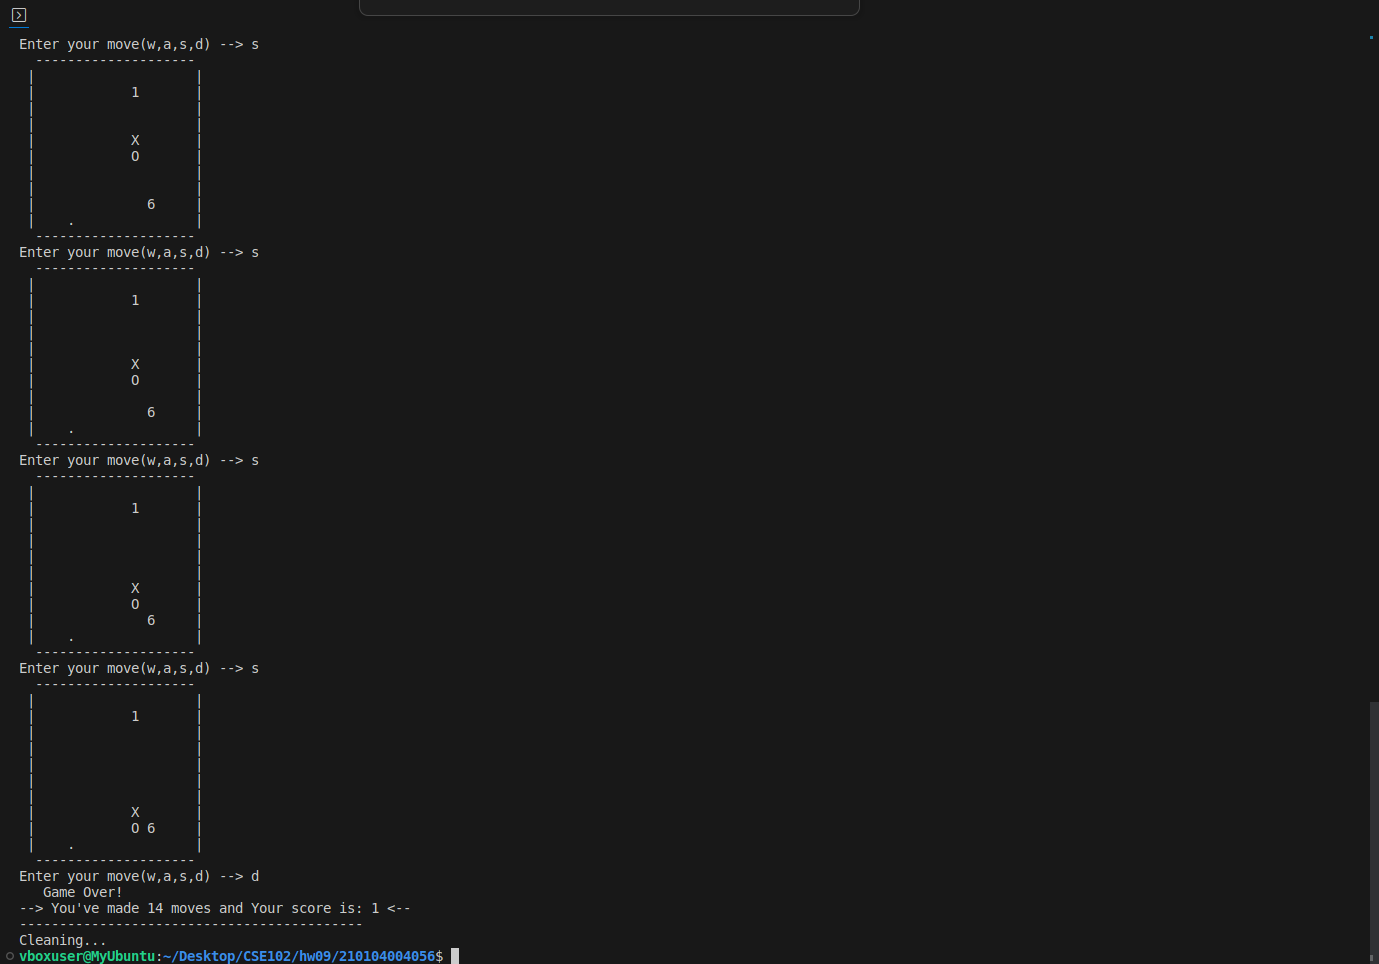 Enter your move(w,a,s,d) --> s
  --------------------
 |                    |
 |            1       |
 |                    |
 |                    |
 |            X       |
 |            O       |
 |                    |
 |                    |
 |              6     |
 |    .               |
  --------------------
Enter your move(w,a,s,d) --> s
  --------------------
 |                    |
 |            1       |
 |                    |
 |                    |
 |                    |
 |            X       |
 |            O       |
 |                    |
 |              6     |
 |    .               |
  --------------------
Enter your move(w,a,s,d) --> s
  --------------------
 |                    |
 |            1       |
 |                    |
 |                    |
 |                    |
 |                    |
 |            X       |
 |            O       |
 |              6     |
 |    .               |
  --------------------
Enter your move(w,a,s,d) --> s
  --------------------
 |                    |
 |            1       |
 |                    |
 |                    |
 |                    |
 |                    |
 |                    |
 |            X       |
 |            O 6     |
 |    .               |
  --------------------
Enter your move(w,a,s,d) --> d
   Game Over!
--> You've made 14 moves and Your score is: 1 <--
-------------------------------------------
Cleaning...
vboxuser@MyUbuntu:~/Desktop/CSE102/hw09/210104004056$